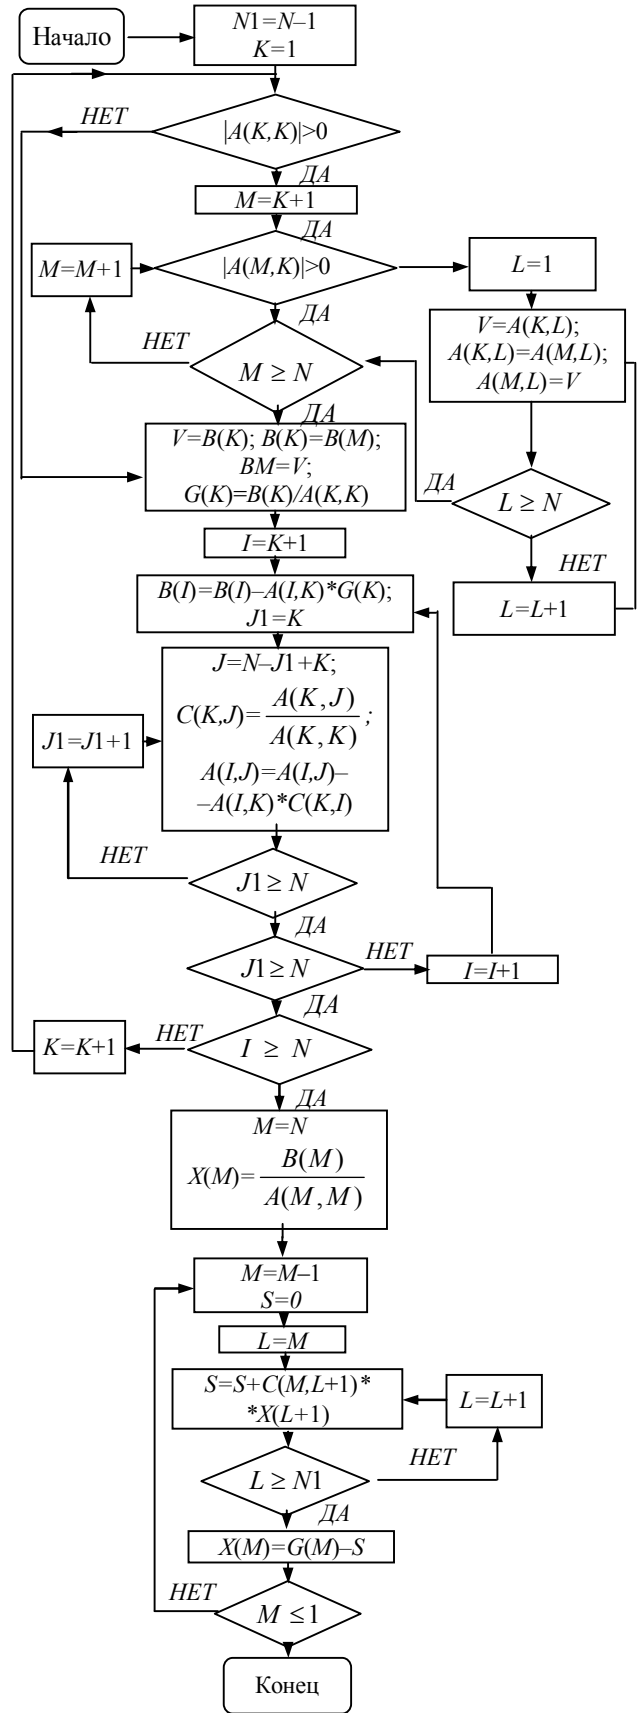 Начало
N1=N–1
K=1
НЕТ
|A(K,K)|>0
ДА
M=K+1
ДА
M=M+1
|A(M,K)|>0
L=1
ДА
НЕТ
V=A(K,L);
A(K,L)=A(M,L);
A(M,L)=V
M ≥ N
ДА
V=B(K); B(K)=B(M);
BM=V;
G(K)=B(K)/A(K,K)
ДА
L ≥ N
I=K+1
НЕТ
B(I)=B(I)–A(I,K)*G(K);
J1=K
L=L+1
J=N–J1+K;
C(K,J)= A(K,J) / A(K,K) ;
A(I,J)=A(I,J)–
–A(I,K)*C(K,I)
J1=J1+1
НЕТ
J1 ≥ N
ДА
J1 ≥ N
НЕТ
I=I+1
ДА
K=K+1
НЕТ
I ≥ N
ДА
M=N
X(M)= B(M) / A(M,M)
M=M–1
S=0
L=M
S=S+C(M,L+1)*
*X(L+1)
L=L+1
НЕТ
L ≥ N1
ДА
X(M)=G(M)–S
НЕТ
M ≤ 1
Конец